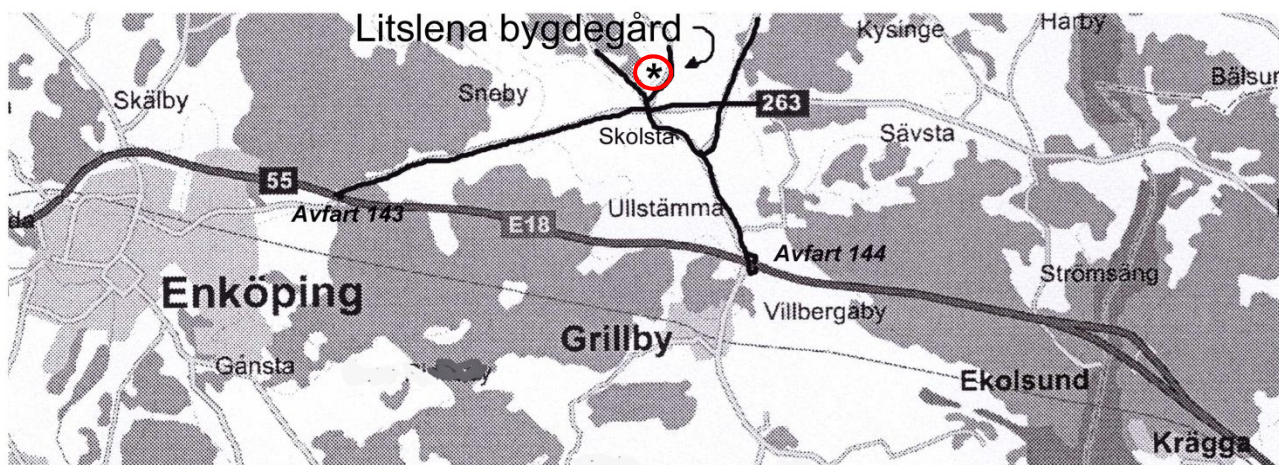 Litslena bygdegård
*
Kysinge
Harby
Skälby
Sneby
Bälsun
263
Skolsta
Sävsta
55
Avfart 143
Ullstämma
E18
Avfart 144
Strömsäng
Enköping
Villbergaby
Grillby
Gånsta
Ekolsund
Krägga